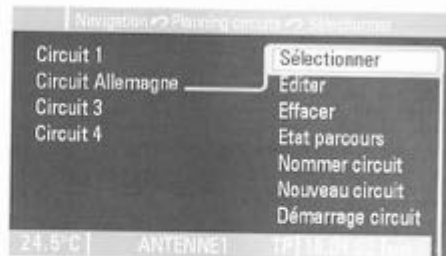 Navigation Planning circuits Sélectionner
Circuit 1
Circuit Allemagne
Circuit 3
Circuit 4
Sélectionner
Editer
Effacer
Etat parcours
Nommer circuit
Nouveau circuit
Démarrage circuit
24.5°C ANTENNE1 TP